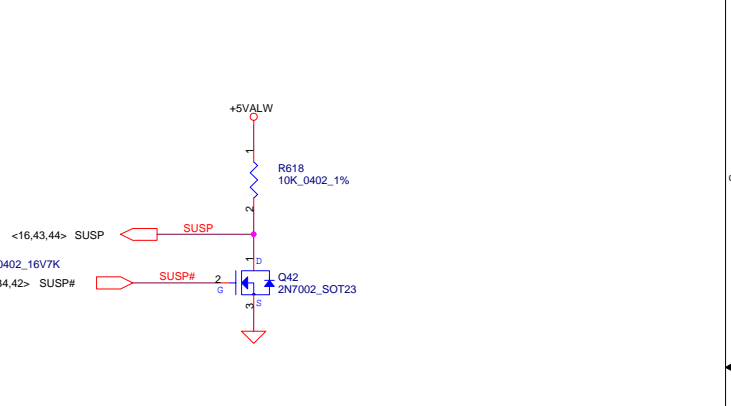 +5VALW
1
R618
10K_0402_1%
2
<16,43,44> SUSP
SUSP
0402_16V7K
1
D
34,42> SUSP#
SUSP#
2
G
Q42
2N7002_SOT23
3
S